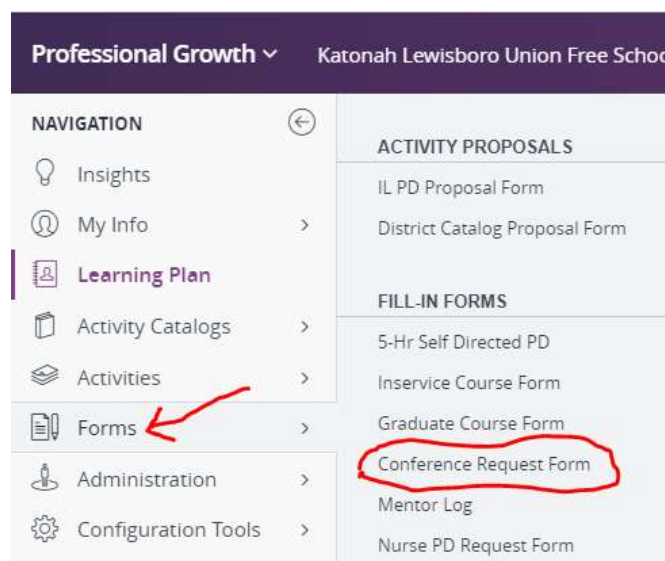 Professional Growth Katonah Lewisboro Union Free Schoo
NAVIGATION
Insights
My Info
Learning Plan
Activity Catalogs
Activities
Forms
Administration
Configuration Tools
ACTIVITY PROPOSALS
IL PD Proposal Form
District Catalog Proposal Form
FILL-IN FORMS
5-Hr Self Directed PD
Inservice Course Form
Graduate Course Form
Conference Request Form
Mentor Log
Nurse PD Request Form